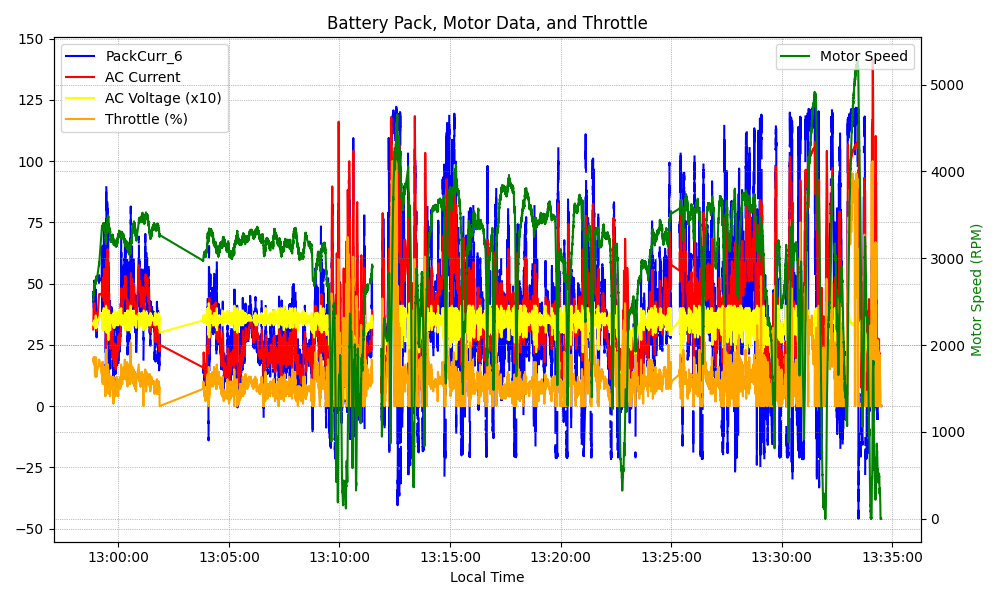 Battery Pack, Motor Data, and Throttle
PackCurr_6
AC Current
AC Voltage (x10)
Throttle (%)
Motor Speed
150
125
100
75
50
25
0
−25
−50
5000
4000
3000
2000
1000
0
Motor Speed (RPM)
13:00:00
13:05:00
13:10:00
13:15:00
13:20:00
13:25:00
13:30:00
13:35:00
Local Time